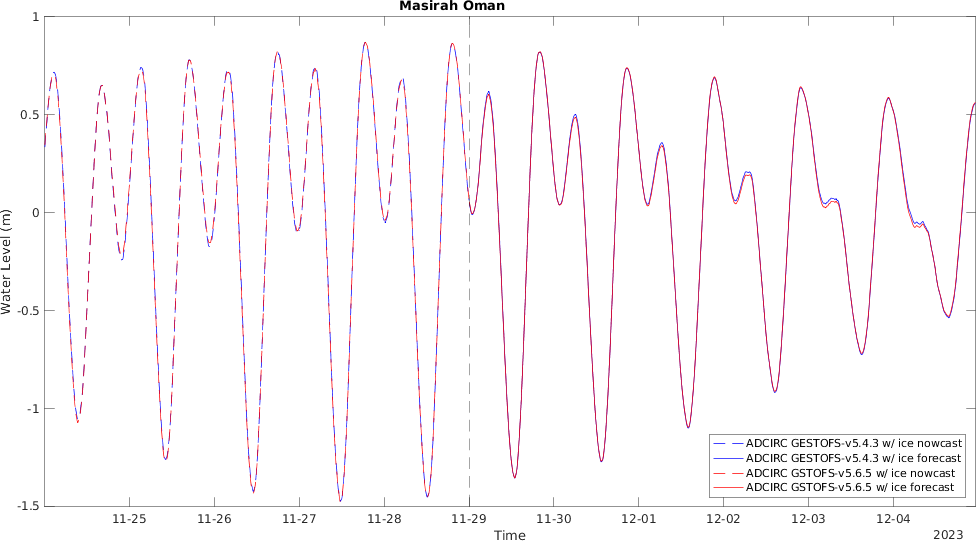 Masirah Oman
1
0.5
0
-0.5
-1
-1.5
Water Level (m)
ADCIRC GESTOFS-v5.4.3 w/ ice nowcast
ADCIRC GESTOFS-v5.4.3 w/ ice forecast
ADCIRC GSTOFS-v5.6.5 w/ ice nowcast
ADCIRC GSTOFS-v5.6.5 w/ ice forecast
11-25 11-26 11-27 11-28 11-29 11-30 12-01 12-02 12-03 12-04
Time
2023